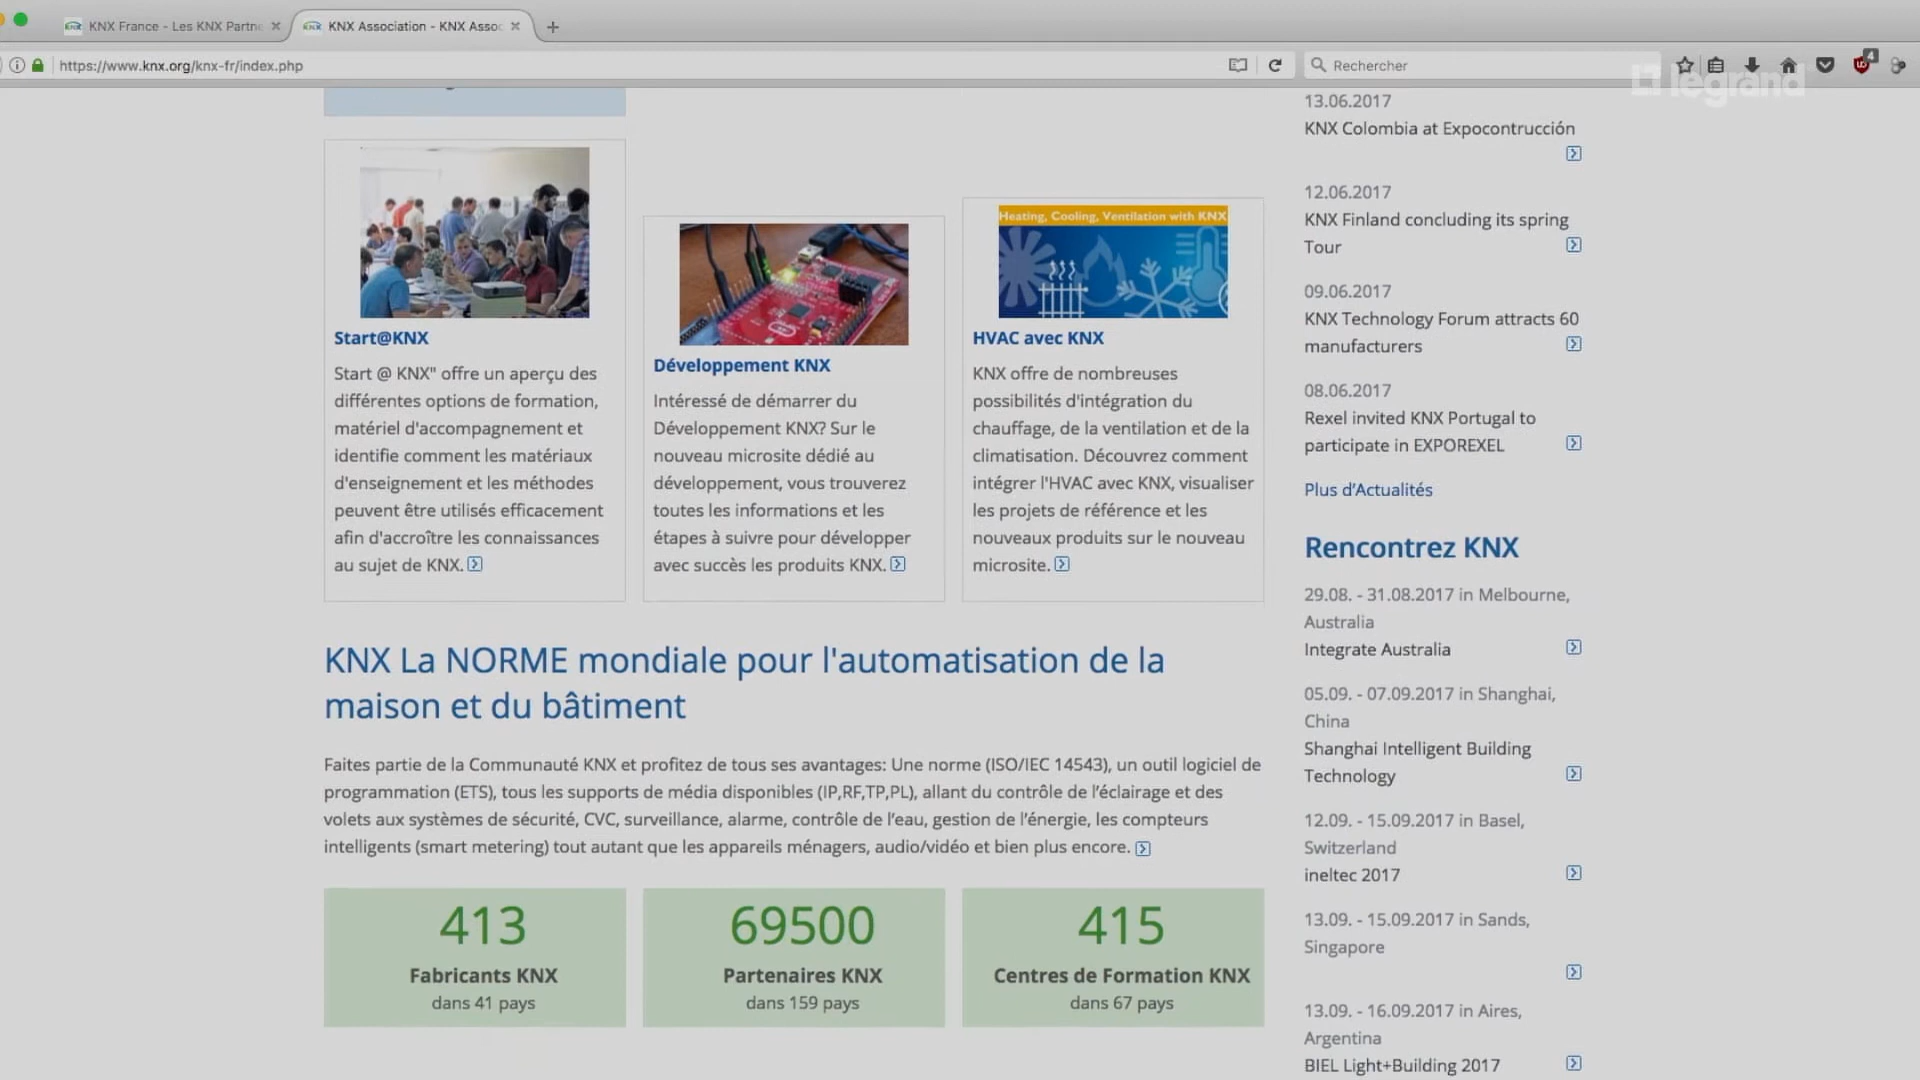 KNX France - Les KNX Partne
KNX Association - KNX Assoc
https://www.knx.org/knx-fr/index.php
Rechercher
4
legrand
Start@KNX
Start @ KNX" offre un aperçu des
différentes options de formation,
matériel d'accompagnement et
identifie comment les matériaux
d'enseignement et les méthodes
peuvent être utilisés efficacement
afin d'accroître les connaissances
au sujet de KNX.
Développement KNX
Intéressé de démarrer du
Développement KNX? Sur le
nouveau microsite dédié au
développement, vous trouverez
toutes les informations et les
étapes à suivre pour développer
avec succès les produits KNX.
Heating, Cooling, Ventilation with KNX
HVAC avec KNX
KNX offre de nombreuses
possibilités d'intégration du
chauffage, de la ventilation et de la
climatisation. Découvrez comment
intégrer l'HVAC avec KNX, visualiser
les projets de référence et les
nouveaux produits sur le nouveau
microsite.
KNX La NORME mondiale pour l'automatisation de la
maison et du bâtiment
Faites partie de la Communauté KNX et profitez de tous ses avantages: Une norme (ISO/IEC 14543), un outil logiciel de
programmation (ETS), tous les supports de média disponibles (IP,RF,TP,PL), allant du contrôle de l’éclairage et des
volets aux systèmes de sécurité, CVC, surveillance, alarme, contrôle de l’eau, gestion de l’énergie, les compteurs
intelligents (smart metering) tout autant que les appareils ménagers, audio/vidéo et bien plus encore.
413
Fabricants KNX
dans 41 pays
69500
Partenaires KNX
dans 159 pays
415
Centres de Formation KNX
dans 67 pays
13.06.2017
KNX Colombia at Expocontrucción
12.06.2017
KNX Finland concluding its spring
Tour
09.06.2017
KNX Technology Forum attracts 60
manufacturers
08.06.2017
Rexel invited KNX Portugal to
participate in EXPOREXEL
Plus d’Actualités
Rencontrez KNX
29.08. - 31.08.2017 in Melbourne,
Australia
Integrate Australia
05.09. - 07.09.2017 in Shanghai,
China
Shanghai Intelligent Building
Technology
12.09. - 15.09.2017 in Basel,
Switzerland
ineltec 2017
13.09. - 15.09.2017 in Sands,
Singapore
13.09. - 16.09.2017 in Aires,
Argentina
BIEL Light+Building 2017